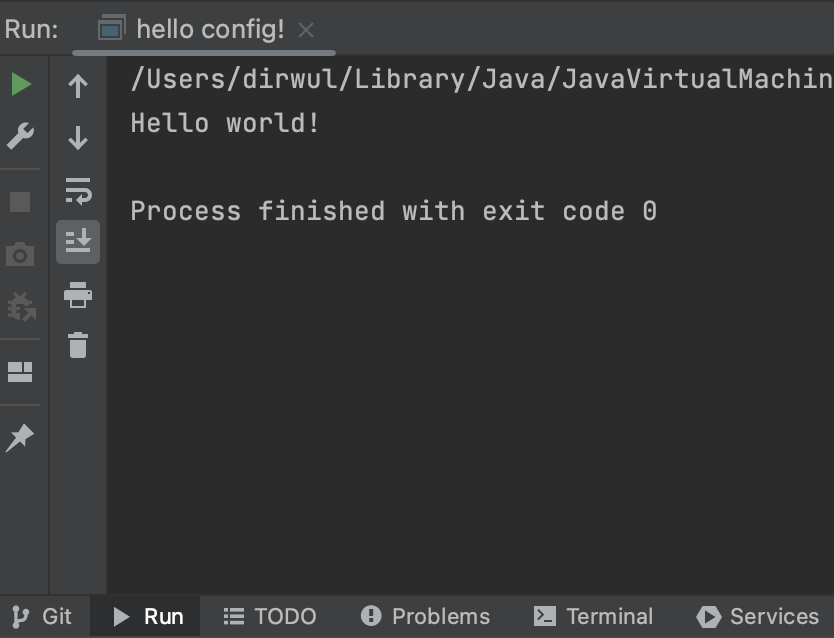 Run: hello config!
/Users/dirwul/Library/Java/JavaVirtualMachin
Hello world!
Process finished with exit code 0
Git Run TODO Problems Terminal Services